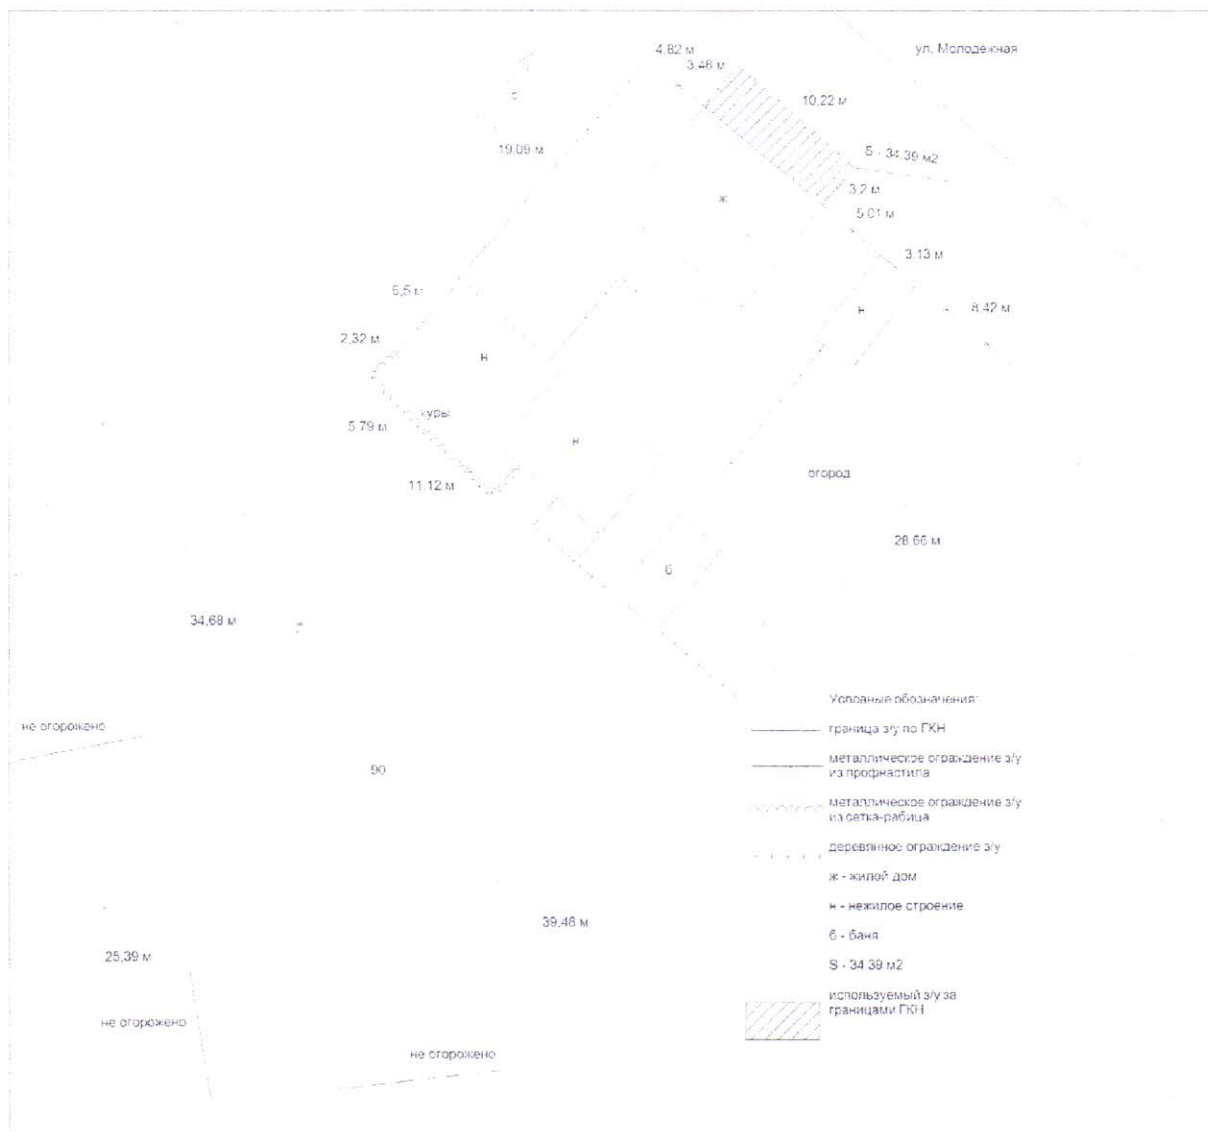 4,82 м
ул. Молодежная
3,46 м
с
10,22 м
19,09 м
S - 34,39 м2
н
3,2 м
ж
5,01 м
3,13 м
6,5 м
н
8,42 м
2,32 м
н
куры
5,79 м
н
огород
11,12 м
28,66 м
б
34,68 м
Условные обозначения:
не огорожено
граница з/у по ГКН
металлическое ограждение з/у
из профнастила
90
металлическое ограждение з/у
из сетка-рабица
деревянное ограждение з/у
ж - жилой дом
н - нежилое строение
39,48 м
б - баня
25,39 м
S - 34,39 м2
используемый з/у за
границами ГКН
не огорожено
не огорожено